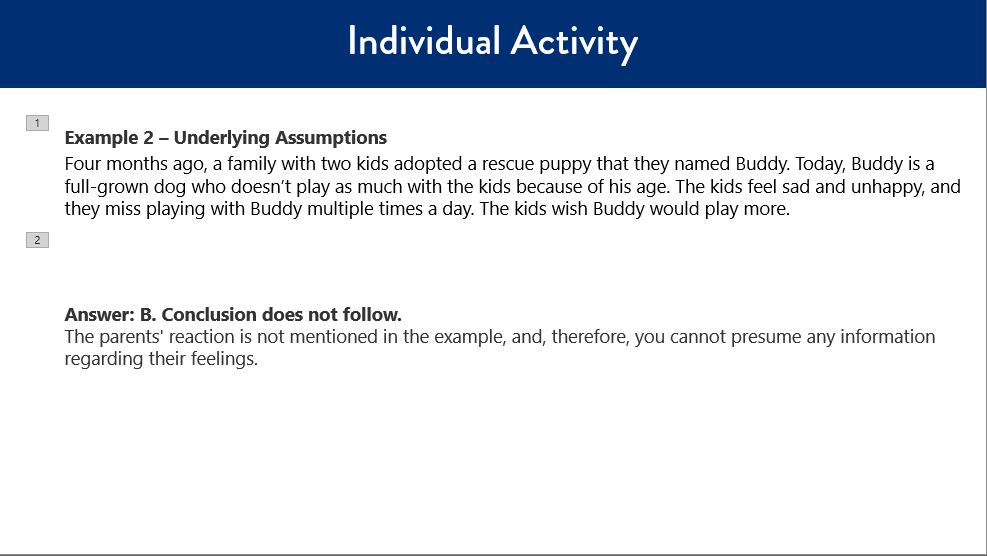 Individual Activity
1
Example 2 – Underlying Assumptions
Four months ago, a family with two kids adopted a rescue puppy that they named Buddy. Today, Buddy is a
full-grown dog who doesn’t play as much with the kids because of his age. The kids feel sad and unhappy, and
they miss playing with Buddy multiple times a day. The kids wish Buddy would play more.
2
Answer: B. Conclusion does not follow.
The parents' reaction is not mentioned in the example, and, therefore, you cannot presume any information
regarding their feelings.